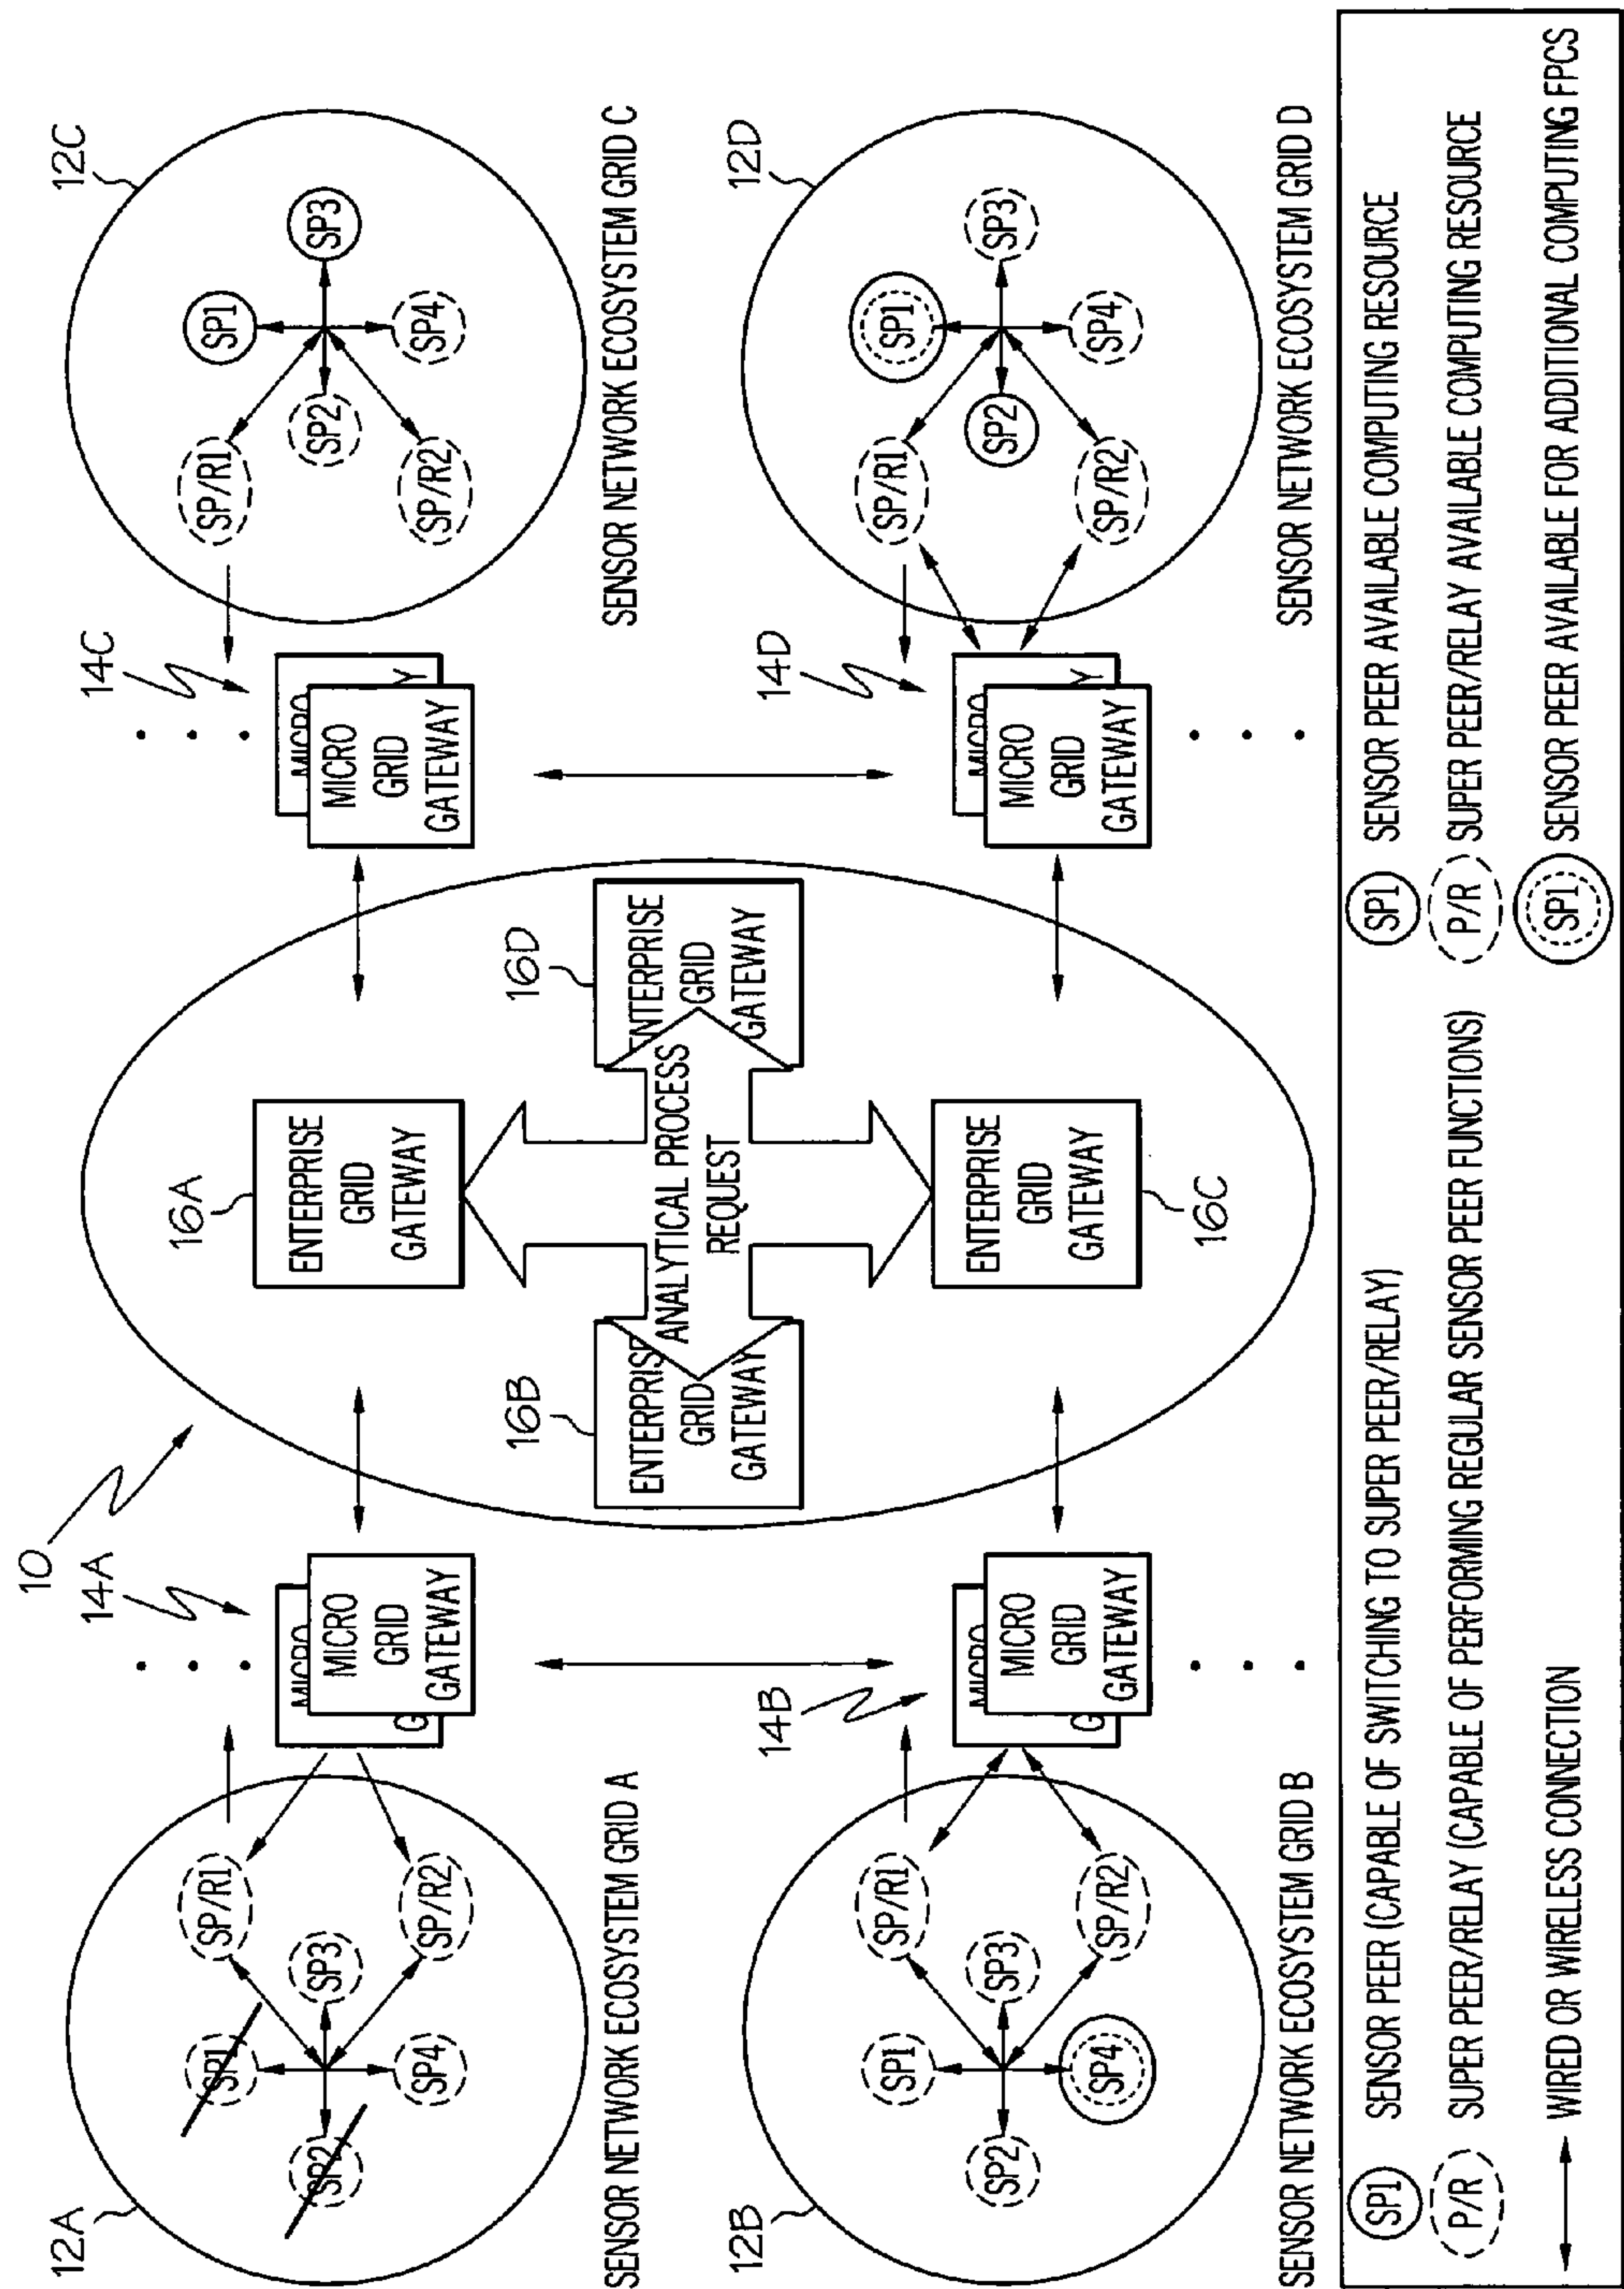 10
12A
SP1
SP2
SP3
SP4
SP/R1
SP/R2
SENSOR NETWORK ECOSYSTEM GRID A
14A
MICRO
G
MICRO
GRID
GATEWAY
12B
SP1
SP2
SP3
SP4
SP/R1
SP/R2
SENSOR NETWORK ECOSYSTEM GRID B
14B
MICRO
G
MICRO
GRID
GATEWAY
16A
ENTERPRISE
GRID
GATEWAY
16B
ENTERPRISE
GRID
GATEWAY
ANALYTICAL PROCESS
REQUEST
16D
ENTERPRISE
GRID
GATEWAY
ENTERPRISE
GRID
GATEWAY
16C
14C
MICRO
Y
MICRO
GRID
GATEWAY
12C
SP1
SP2
SP3
SP4
SP/R1
SP/R2
SENSOR NETWORK ECOSYSTEM GRID C
14D
MICRO
Y
MICRO
GRID
GATEWAY
12D
SP1
SP2
SP3
SP4
SP/R1
SP/R2
SENSOR NETWORK ECOSYSTEM GRID D
SP1 SENSOR PEER (CAPABLE OF SWITCHING TO SUPER PEER/RELAY)
P/R SUPER PEER/RELAY (CAPABLE OF PERFORMING REGULAR SENSOR PEER FUNCTIONS)
WIRED OR WIRELESS CONNECTION
SP1 SENSOR PEER AVAILABLE COMPUTING RESOURCE
P/R SUPER PEER/RELAY AVAILABLE COMPUTING RESOURCE
SP1 SENSOR PEER AVAILABLE FOR ADDITIONAL COMPUTING FPCS